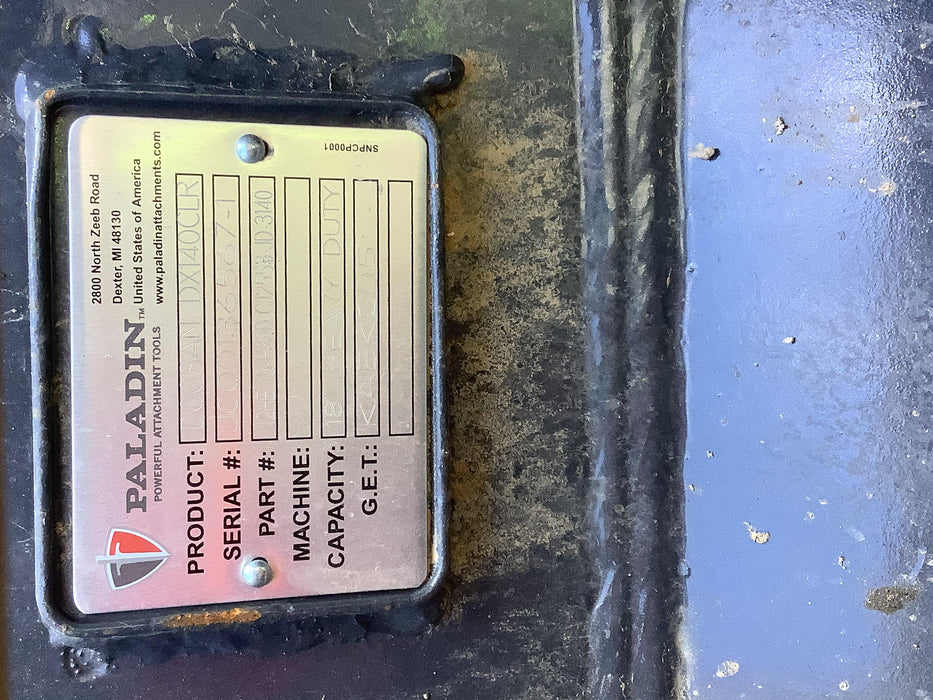 PALADIN™
POWERFUL ATTACHMENT TOOLS
2800 North Zeeb Road
Dexter, MI 48130
United States of America
www.paladinattachments.com
PRODUCT: DOOSAN DX140CLR
SERIAL #:
PART #:
MACHINE:
CAPACITY: 18 HEAVY DUTY
G.E.T.:
SNPCP0001